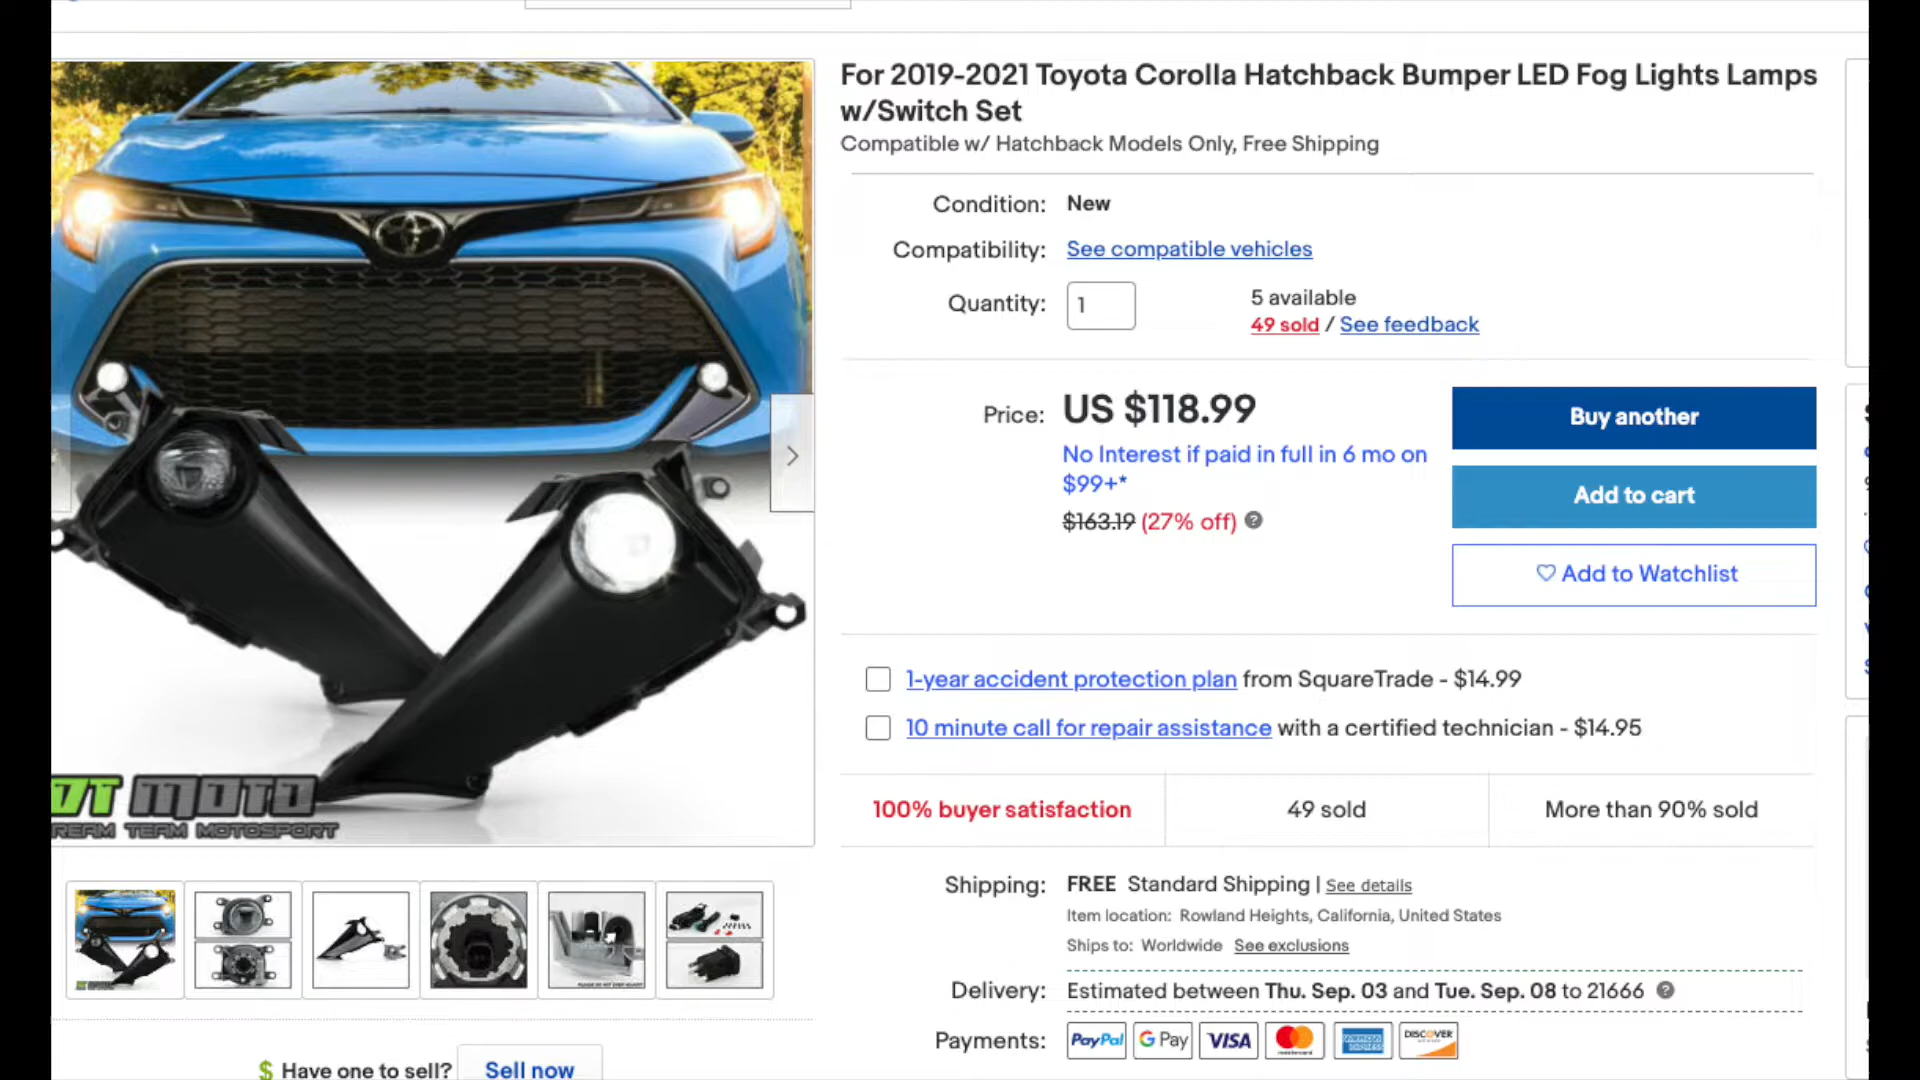 For 2019-2021 Toyota Corolla Hatchback Bumper LED Fog Lights Lamps
w/Switch Set
Compatible w/ Hatchback Models Only, Free Shipping
Condition: New
Compatibility: See compatible vehicles
Quantity: 1
5 available
49 sold / See feedback
Price: US $118.99
No Interest if paid in full in 6 mo on
$99+*
$163.19 (27% off)
Buy another
Add to cart
Add to Watchlist
1-year accident protection plan from SquareTrade - $14.99
10 minute call for repair assistance with a certified technician - $14.95
100% buyer satisfaction
49 sold
More than 90% sold
Shipping: FREE Standard Shipping | See details
Item location: Rowland Heights, California, United States
Ships to: Worldwide See exclusions
Delivery: Estimated between Thu. Sep. 03 and Tue. Sep. 08 to 21666
Payments: PayPal G Pay VISA mastercard AMERICAN EXPRESS DISCOVER
DT MOTO
REAM TEAM MOTOSPORT
$ Have one to sell? Sell now